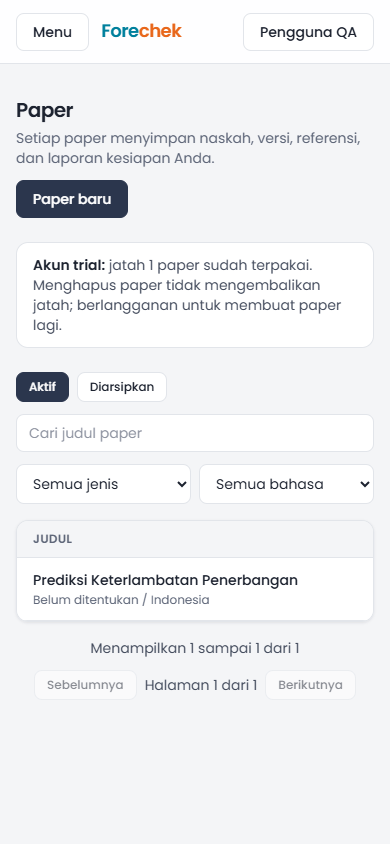 Menu
Forechek
Pengguna QA
Paper
Setiap paper menyimpan naskah, versi, referensi,
dan laporan kesiapan Anda.
Paper baru
Akun trial: jatah 1 paper sudah terpakai.
Menghapus paper tidak mengembalikan
jatah; berlangganan untuk membuat paper
lagi.
Aktif
Diarsipkan
Cari judul paper
Semua jenis
Semua bahasa
JUDUL
Prediksi Keterlambatan Penerbangan
Belum ditentukan / Indonesia
Menampilkan 1 sampai 1 dari 1
Sebelumnya
Halaman 1 dari 1
Berikutnya